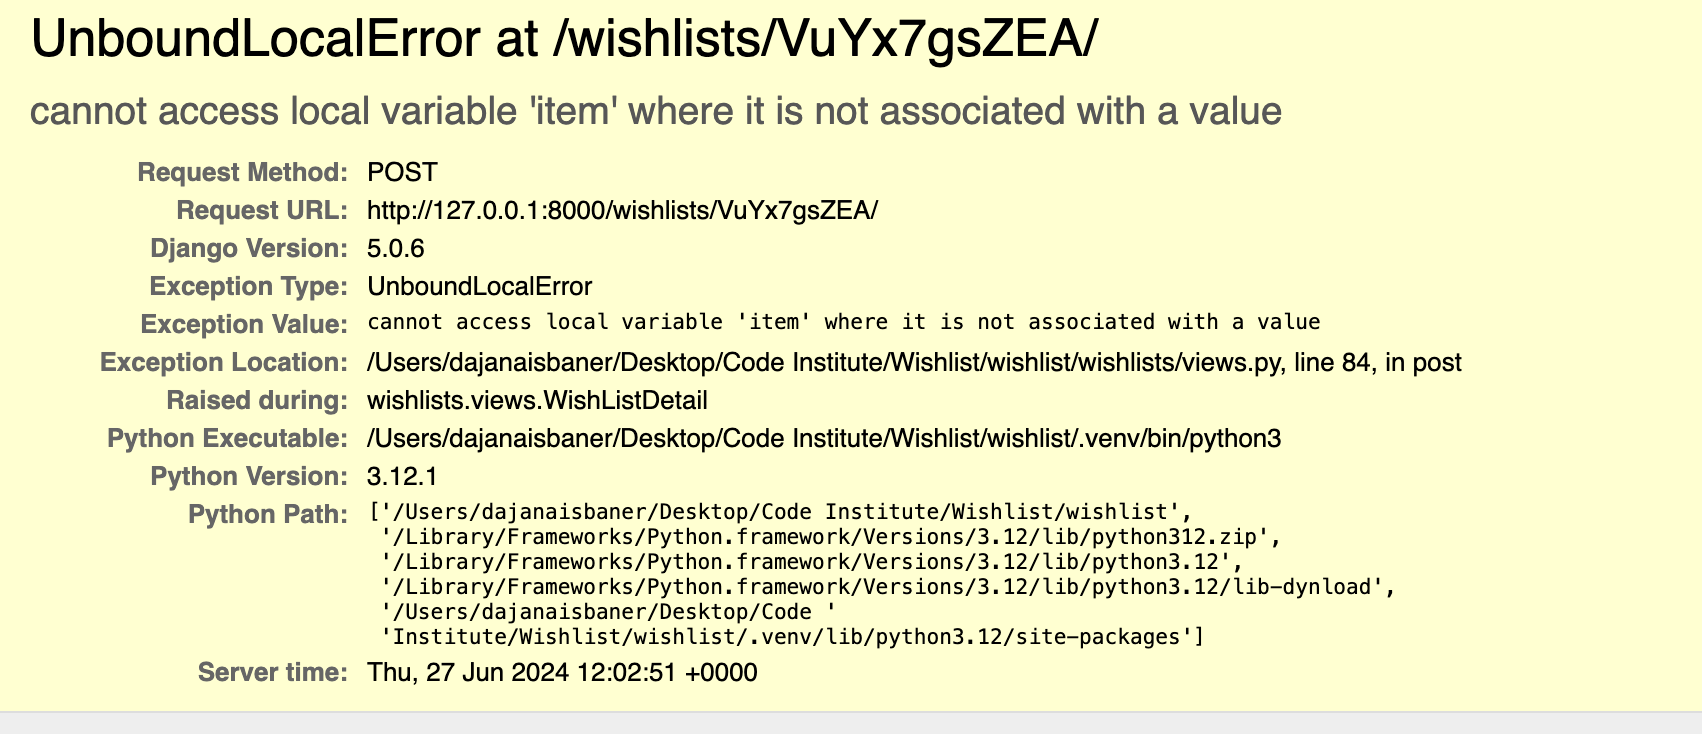 UnboundLocalError at /wishlists/VuYx7gsZEA/
cannot access local variable 'item' where it is not associated with a value
Request Method: POST
Request URL: http://127.0.0.1:8000/wishlists/VuYx7gsZEA/
Django Version: 5.0.6
Exception Type: UnboundLocalError
Exception Value: cannot access local variable 'item' where it is not associated with a value
Exception Location: /Users/dajanaisbaner/Desktop/Code Institute/Wishlist/wishlist/wishlists/views.py, line 84, in post
Raised during: wishlists.views.WishListDetail
Python Executable: /Users/dajanaisbaner/Desktop/Code Institute/Wishlist/wishlist/.venv/bin/python3
Python Version: 3.12.1
Python Path: ['/Users/dajanaisbaner/Desktop/Code Institute/Wishlist/wishlist',
'/Library/Frameworks/Python.framework/Versions/3.12/lib/python312.zip',
'/Library/Frameworks/Python.framework/Versions/3.12/lib/python3.12',
'/Library/Frameworks/Python.framework/Versions/3.12/lib/python3.12/lib-dynload',
'/Users/dajanaisbaner/Desktop/Code '
'Institute/Wishlist/wishlist/.venv/lib/python3.12/site-packages']
Server time: Thu, 27 Jun 2024 12:02:51 +0000